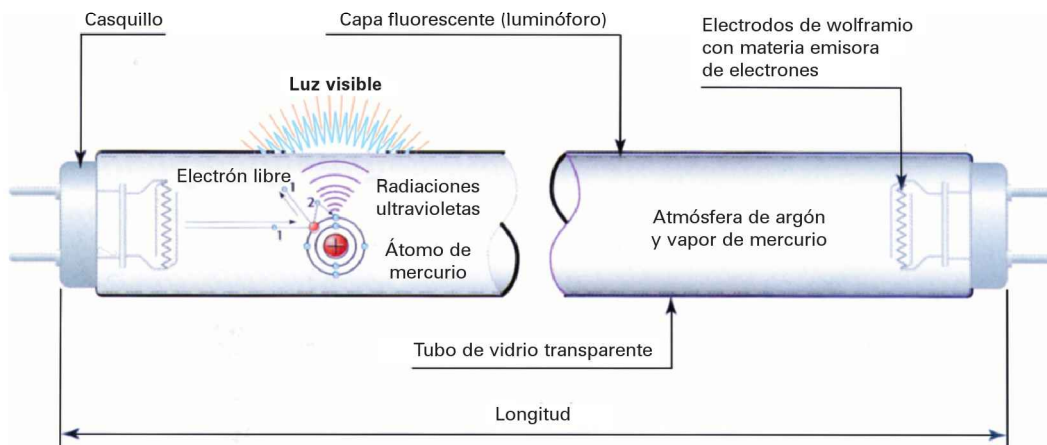 Casquillo
Capa fluorescente (luminóforo)
Electrodos de wolframio
con materia emisora
de electrones
Luz visible
Electrón libre
1
2
1
Radiaciones
ultravioletas
Átomo de
mercurio
+
Atmósfera de argón
y vapor de mercurio
Tubo de vidrio transparente
Longitud